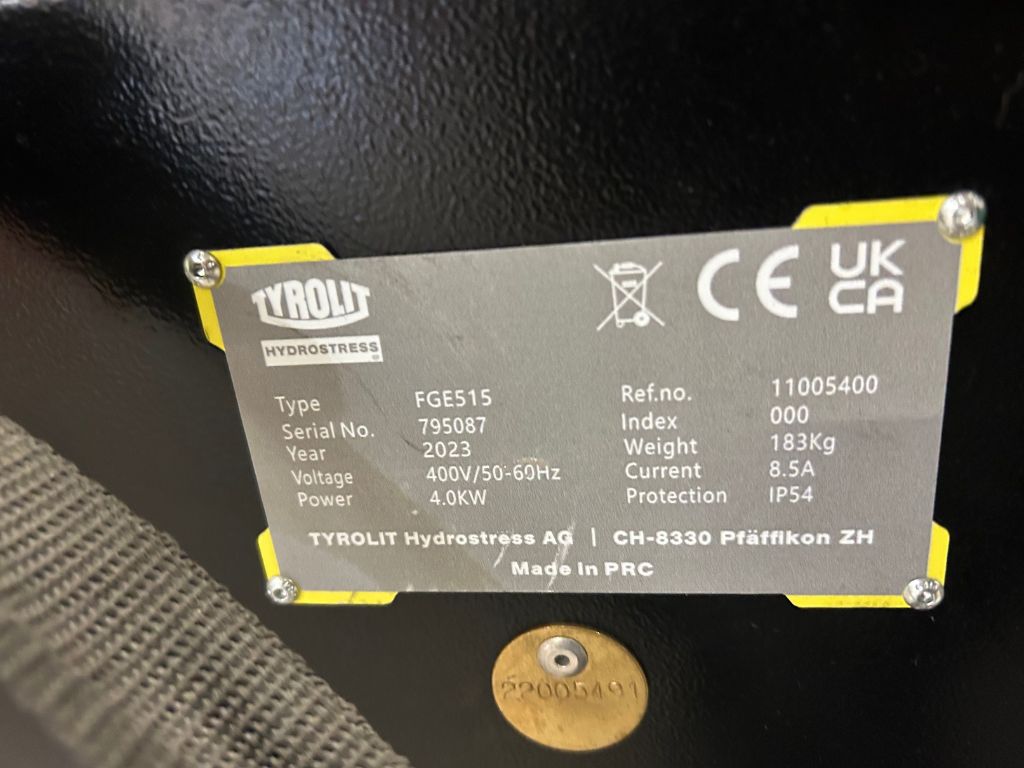 TYROLIT
HYDROSTRESS
CE
UK
CA
Type FGE515
Serial No. 795087
Year 2023
Voltage 400V/50-60Hz
Power 4.0KW
Ref.no. 11005400
Index 000
Weight 183Kg
Current 8.5A
Protection IP54
TYROLIT Hydrostress AG | CH-8330 Pfäffikon ZH
Made in PRC
22005491